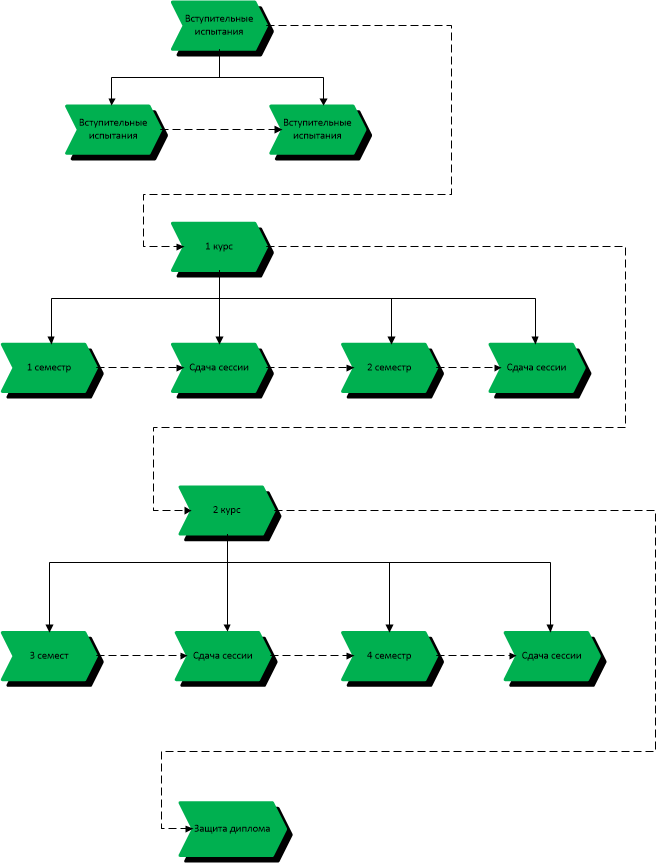 Вступительные
испытания
Вступительные
испытания
Вступительные
испытания
1 курс
1 семестр
Сдача сессии
2 семестр
Сдача сессии
2 курс
3 семест
Сдача сессии
4 семестр
Сдача сессии
Защита диплома